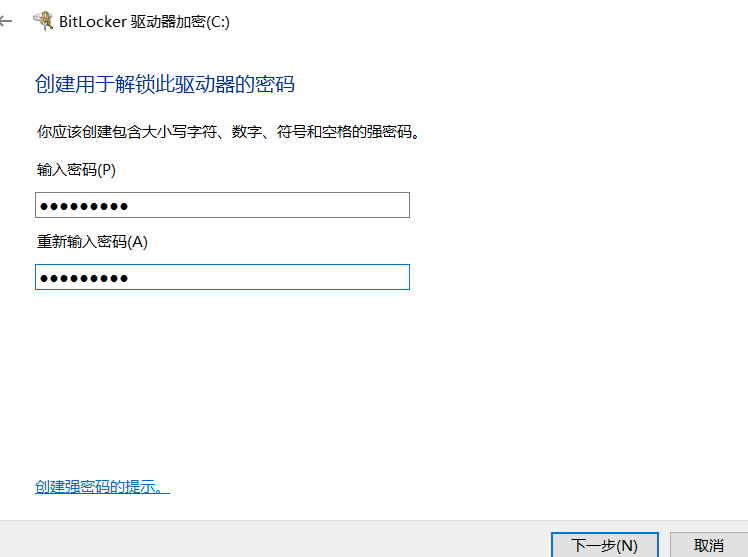 BitLocker 驱动器加密(C:)
创建用于解锁此驱动器的密码
你应该创建包含大小写字符、数字、符号和空格的强密码。
输入密码(P)
●●●●●●●●●
重新输入密码(A)
●●●●●●●●●
创建强密码的提示。
下一步(N)
取消